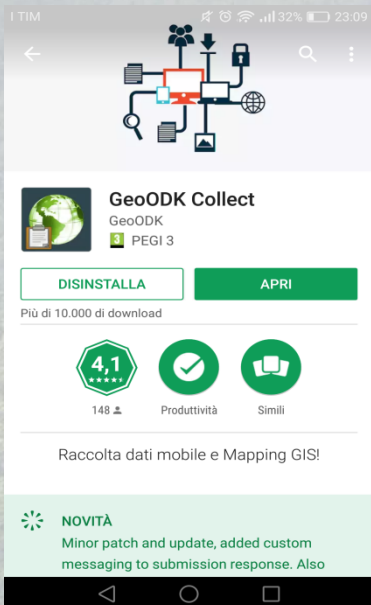 I TIM 32% 23:09
GeoODK Collect
GeoODK
3 PEGI 3
DISINSTALLA APRI
Più di 10.000 di download
4,1
148 Produttività Simili
Raccolta dati mobile e Mapping GIS!
NOVITÀ
Minor patch and update, added custom
messaging to submission response. Also